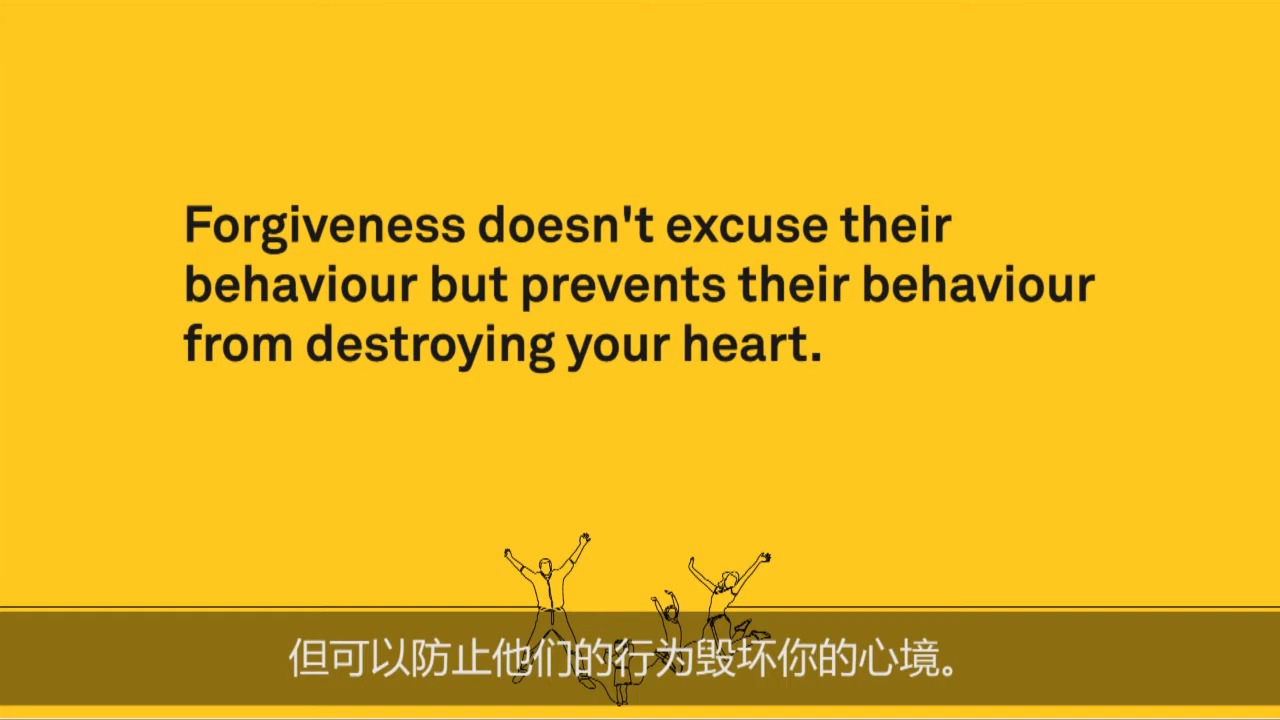 Forgiveness doesn't excuse their
behaviour but prevents their behaviour
from destroying your heart.
但可以防止他们的行为毁坏你的心境。